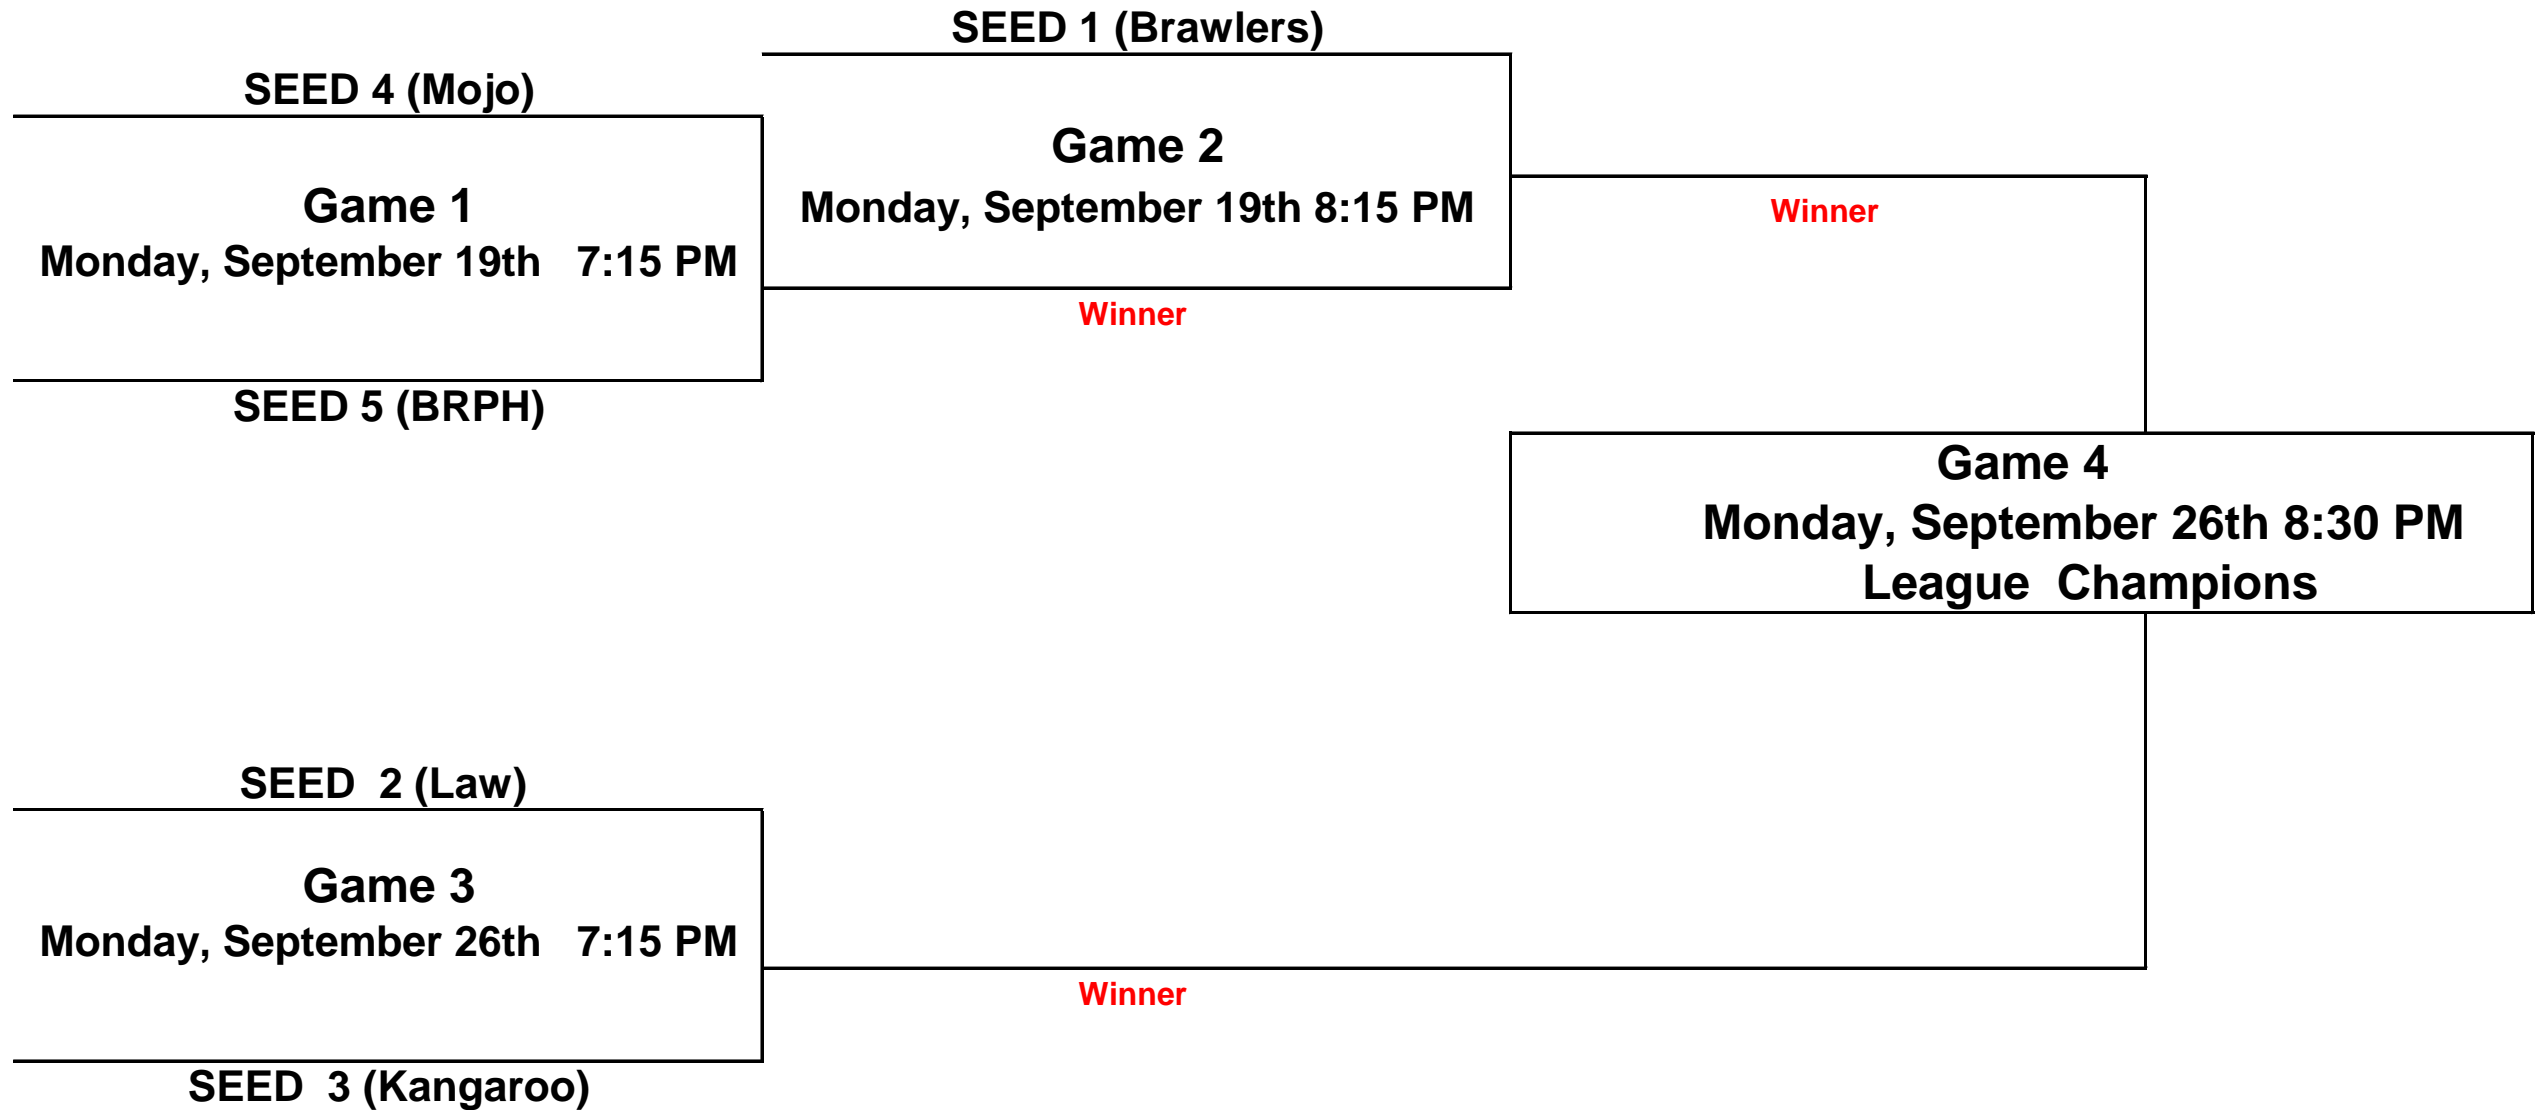 SEED 1 (Brawlers)
SEED 4 (Mojo)
Game 2
Monday, September 19th 8:15 PM
Winner
Game 1
Monday, September 19th   7:15 PM
Winner
SEED 5 (BRPH)
Game 4
Monday, September 26th 8:30 PM
League  Champions
SEED  2 (Law)
Game 3
Monday, September 26th   7:15 PM
Winner
SEED  3 (Kangaroo)